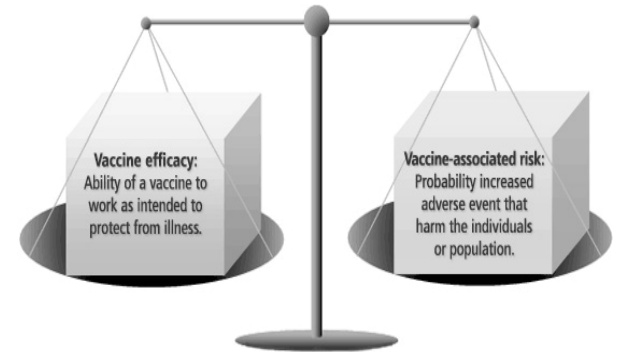 Vaccine efficacy:
Ability of a vaccine to
work as intended to
protect from illness.
Vaccine-associated risk:
Probability increased
adverse event that
harm the individuals
or population.